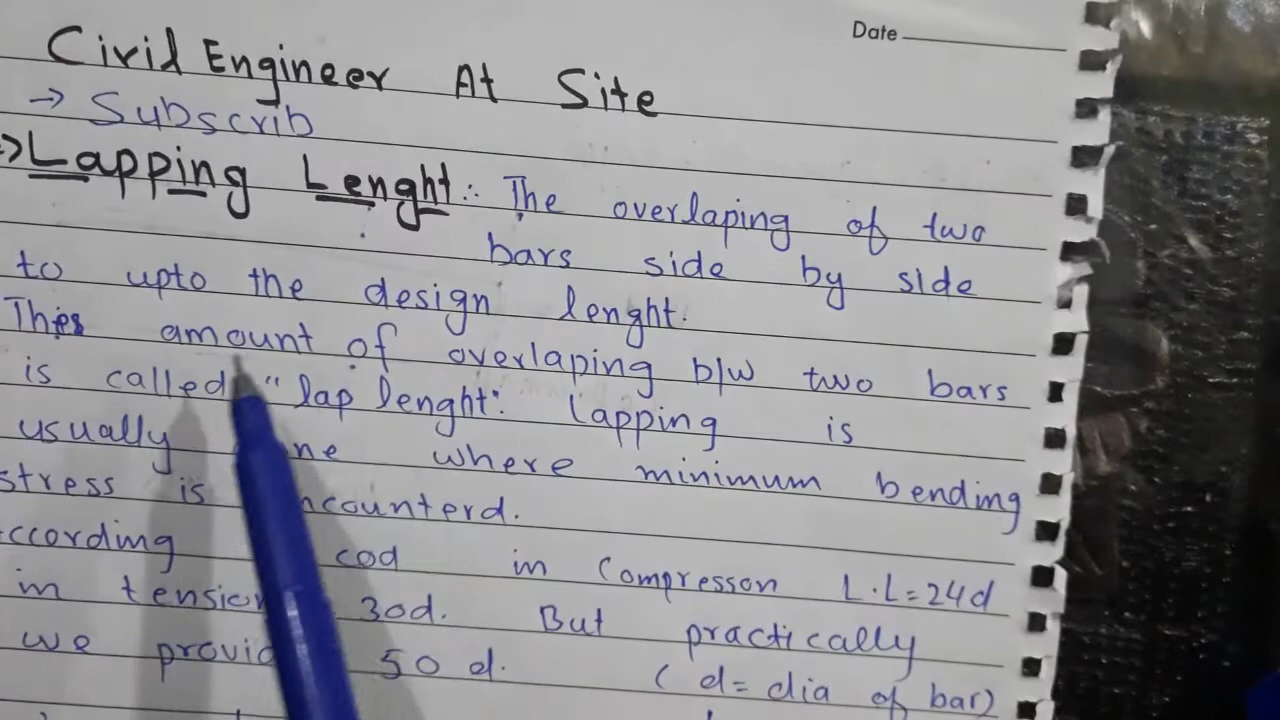 Date
Civil Engineer At Site
→ Subscrib
→ Lapping Lenght:. The overlaping of two
bars side by side
to upto the design lenght.
This amount of overlaping b/w two bars
is called "lap lenght". lapping is
usually ne where minimum bending
stress is ncounterd.
ccording cod in Compresson L.L=24d
in tension 30d. But practically
we provid 50 d. (d= dia of bar)